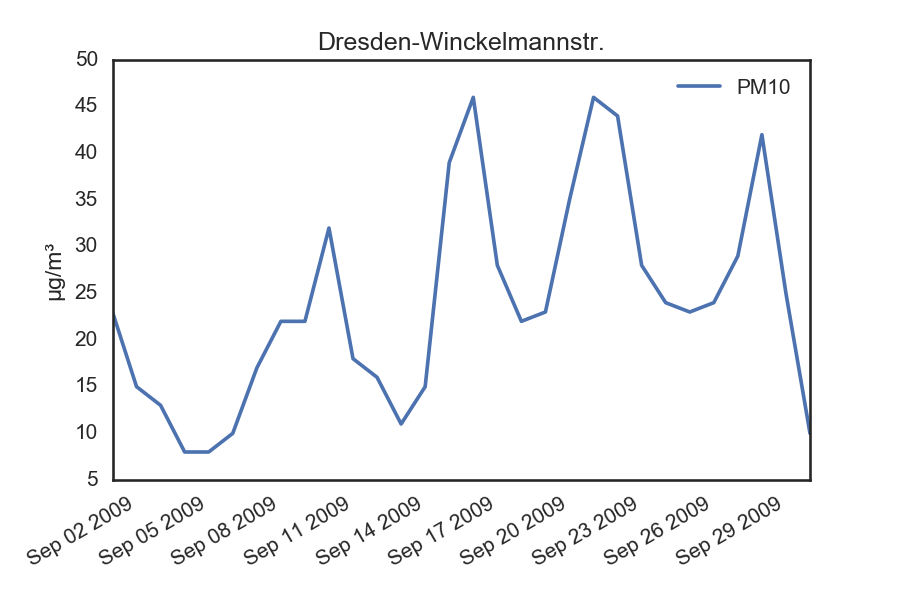 Dresden-Winckelmannstr.
PM10
µg/m³
50
45
40
35
30
25
20
15
10
5
Sep 02 2009
Sep 05 2009
Sep 08 2009
Sep 11 2009
Sep 14 2009
Sep 17 2009
Sep 20 2009
Sep 23 2009
Sep 26 2009
Sep 29 2009